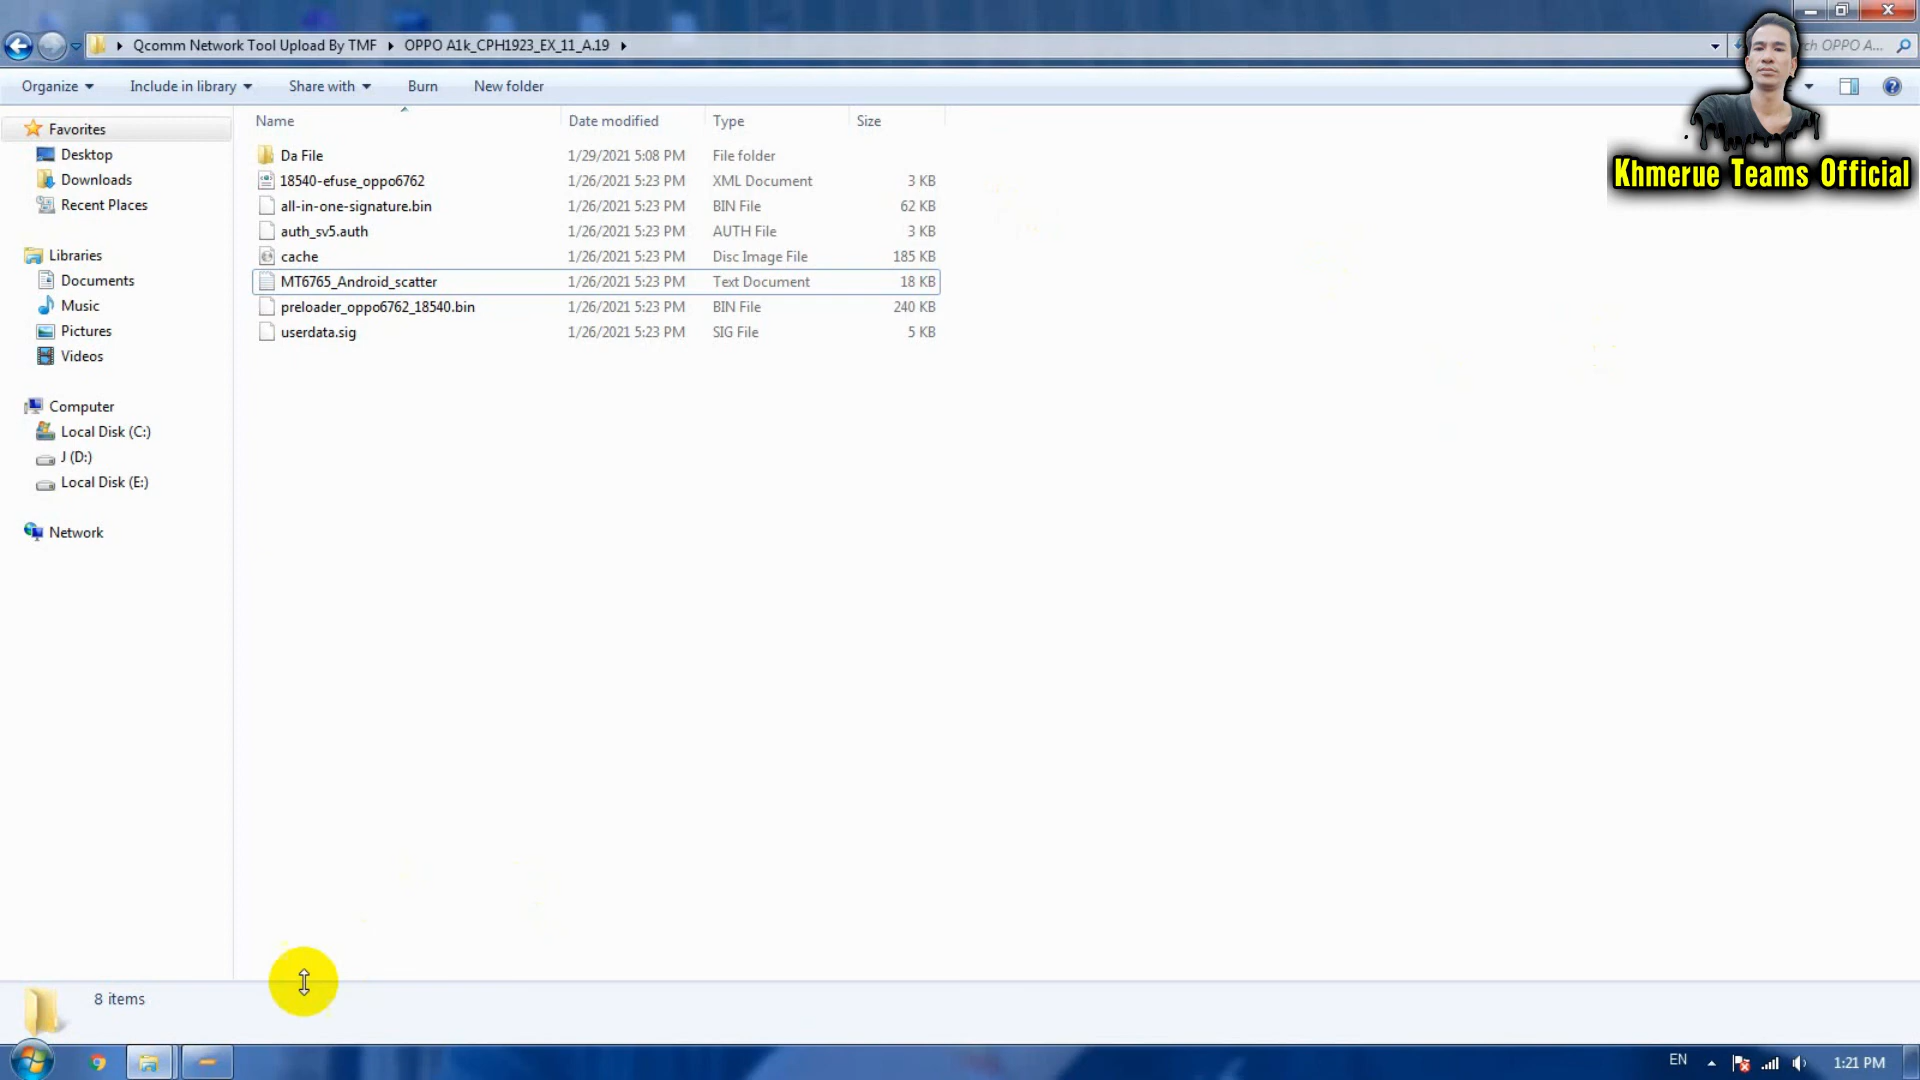 Qcomm Network Tool Upload By TMF OPPO A1k_CPH1923_EX_11_A.19
ch OPPO A...
Organize Include in library Share with Burn New folder
Khmerue Teams Official
Favorites
Desktop
Downloads
Recent Places
Libraries
Documents
Music
Pictures
Videos
Computer
Local Disk (C:)
J (D:)
Local Disk (E:)
Network
Name Date modified Type Size
Da File 1/29/2021 5:08 PM File folder
18540-efuse_oppo6762 1/26/2021 5:23 PM XML Document 3 KB
all-in-one-signature.bin 1/26/2021 5:23 PM BIN File 62 KB
auth_sv5.auth 1/26/2021 5:23 PM AUTH File 3 KB
cache 1/26/2021 5:23 PM Disc Image File 185 KB
MT6765_Android_scatter 1/26/2021 5:23 PM Text Document 18 KB
preloader_oppo6762_18540.bin 1/26/2021 5:23 PM BIN File 240 KB
userdata.sig 1/26/2021 5:23 PM SIG File 5 KB
8 items
EN 1:21 PM